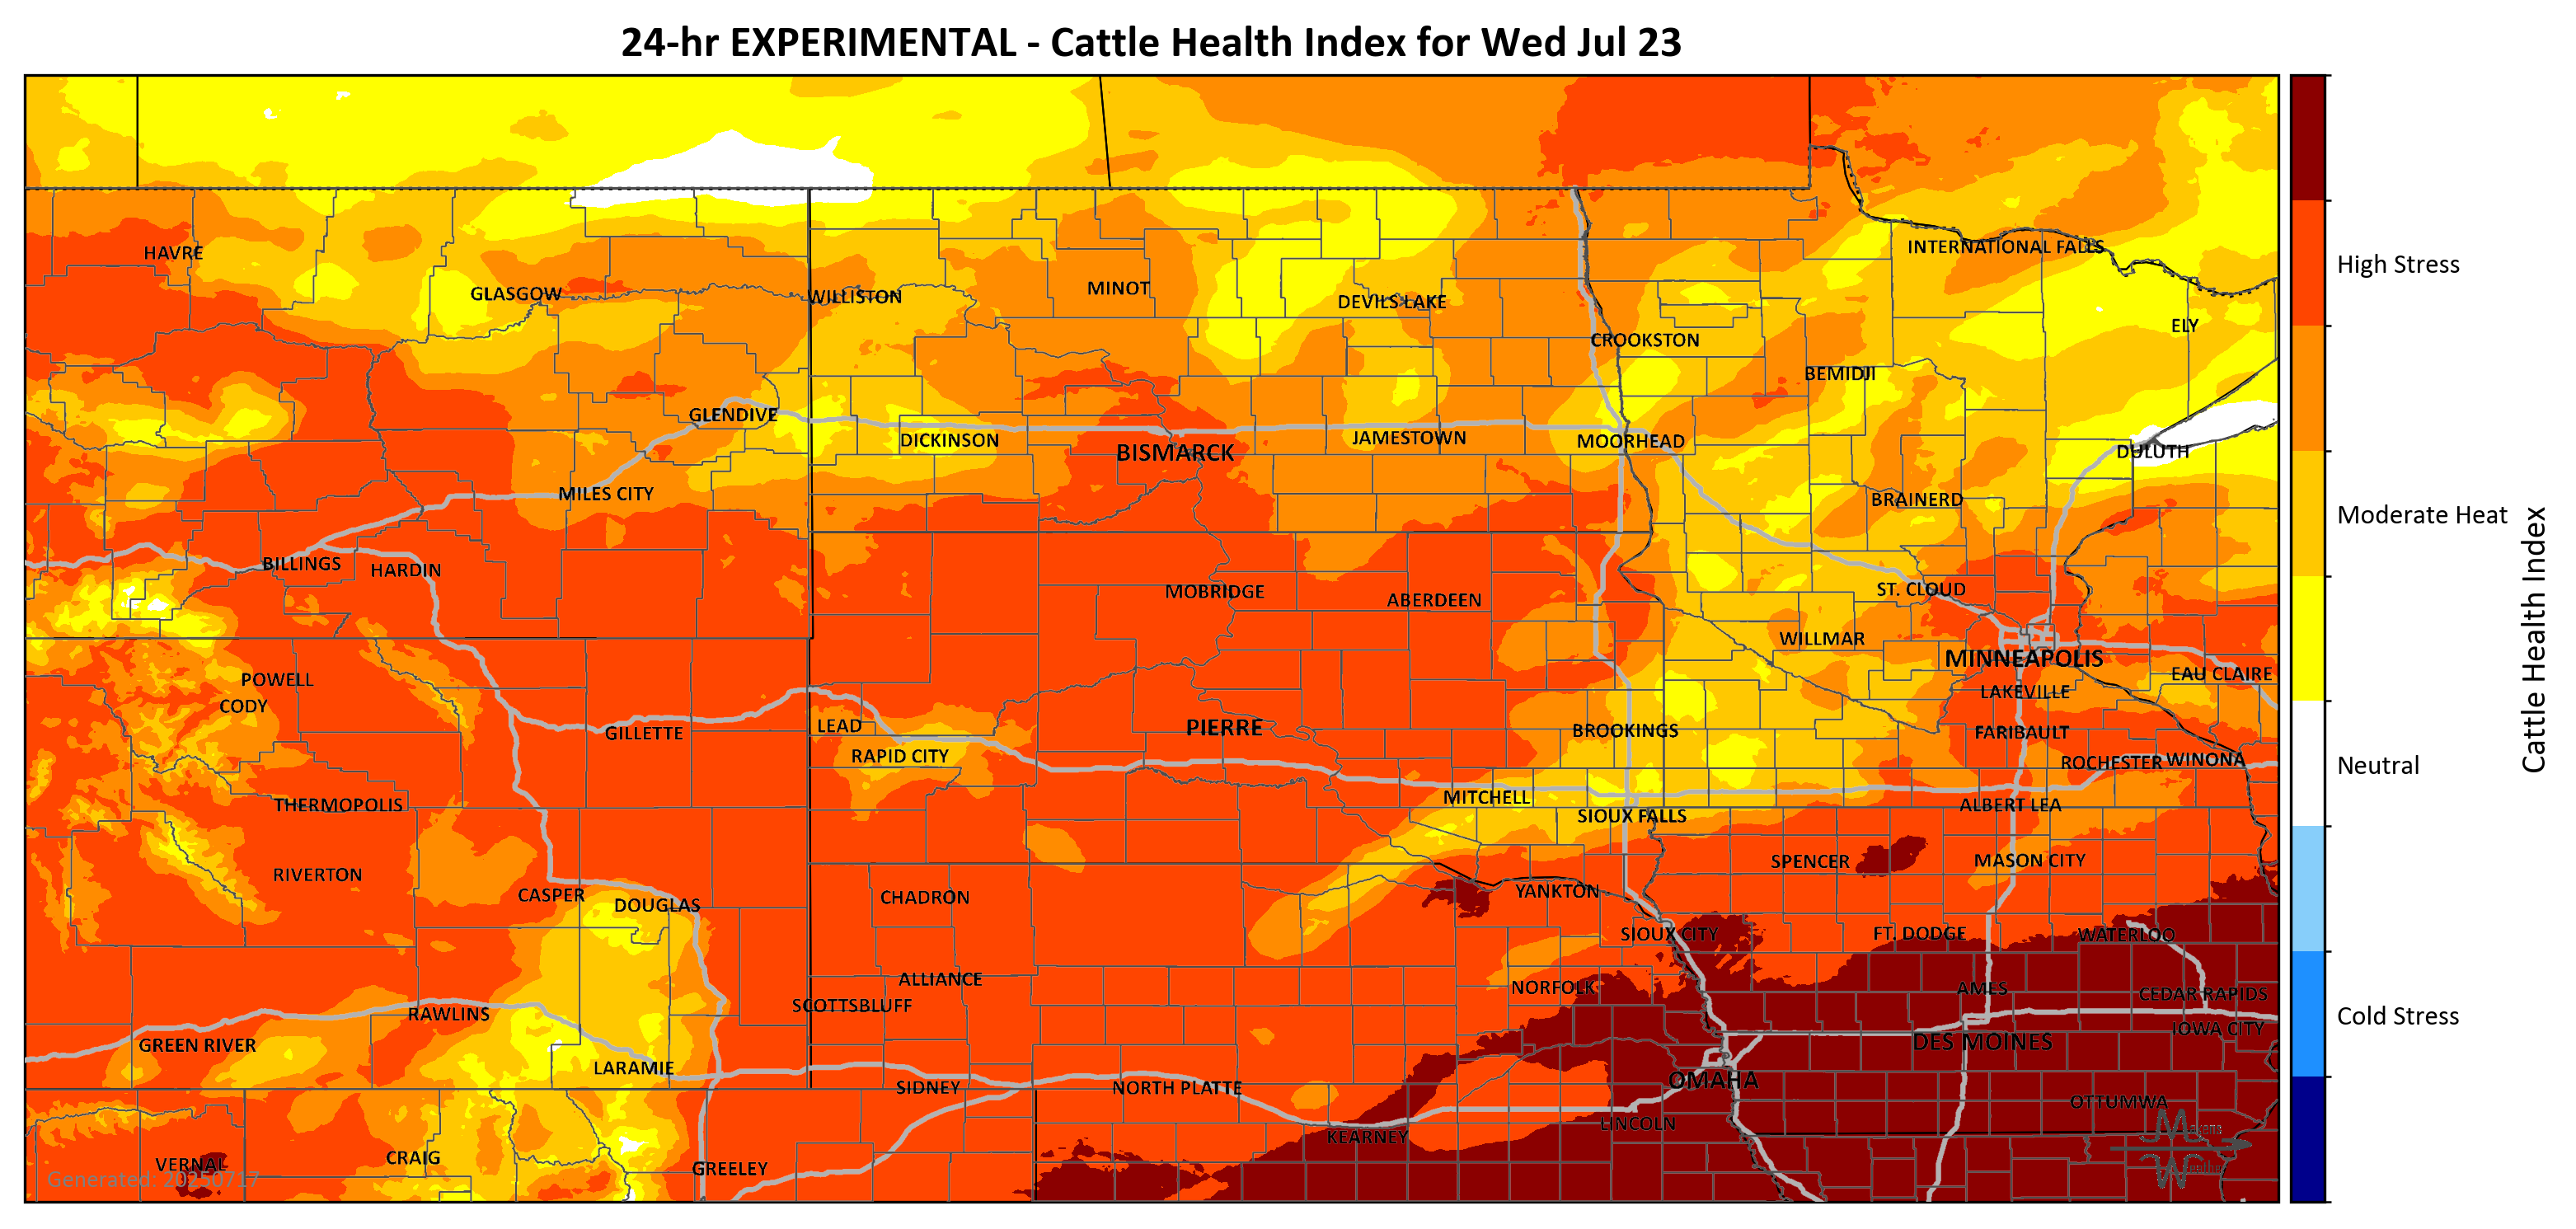 24-hr EXPERIMENTAL - Cattle Health Index for Wed Jul 23
HAVRE
GLASGOW
WILLISTON
MINOT
DEVILS LAKE
CROOKSTON
INTERNATIONAL FALLS
ELY
BEMIDJI
GLENDIVE
DICKINSON
BISMARCK
JAMESTOWN
MOORHEAD
DULUTH
MILES CITY
BRAINERD
BILLINGS
HARDIN
MOBRIDGE
ABERDEEN
ST. CLOUD
WILLMAR
MINNEAPOLIS
EAU CLAIRE
POWELL
CODY
LAKEVILLE
GILLETTE
LEAD
PIERRE
BROOKINGS
FARIBAULT
RAPID CITY
ROCHESTER
WINONA
THERMOPOLIS
MITCHELL
SIOUX FALLS
ALBERT LEA
RIVERTON
CASPER
DOUGLAS
CHADRON
YANKTON
SPENCER
MASON CITY
SIOUX CITY
FT. DODGE
WATERLOO
ALLIANCE
SCOTTSBLUFF
NORFOLK
AMES
CEDAR RAPIDS
RAWLINS
GREEN RIVER
LARAMIE
IOWA CITY
DES MOINES
SIDNEY
NORTH PLATTE
OMAHA
OTTUMWA
LINCOLN
KEARNEY
VERNAL
CRAIG
GREELEY
Generated: 20250717
High Stress
Moderate Heat
Neutral
Cold Stress
Cattle Health Index